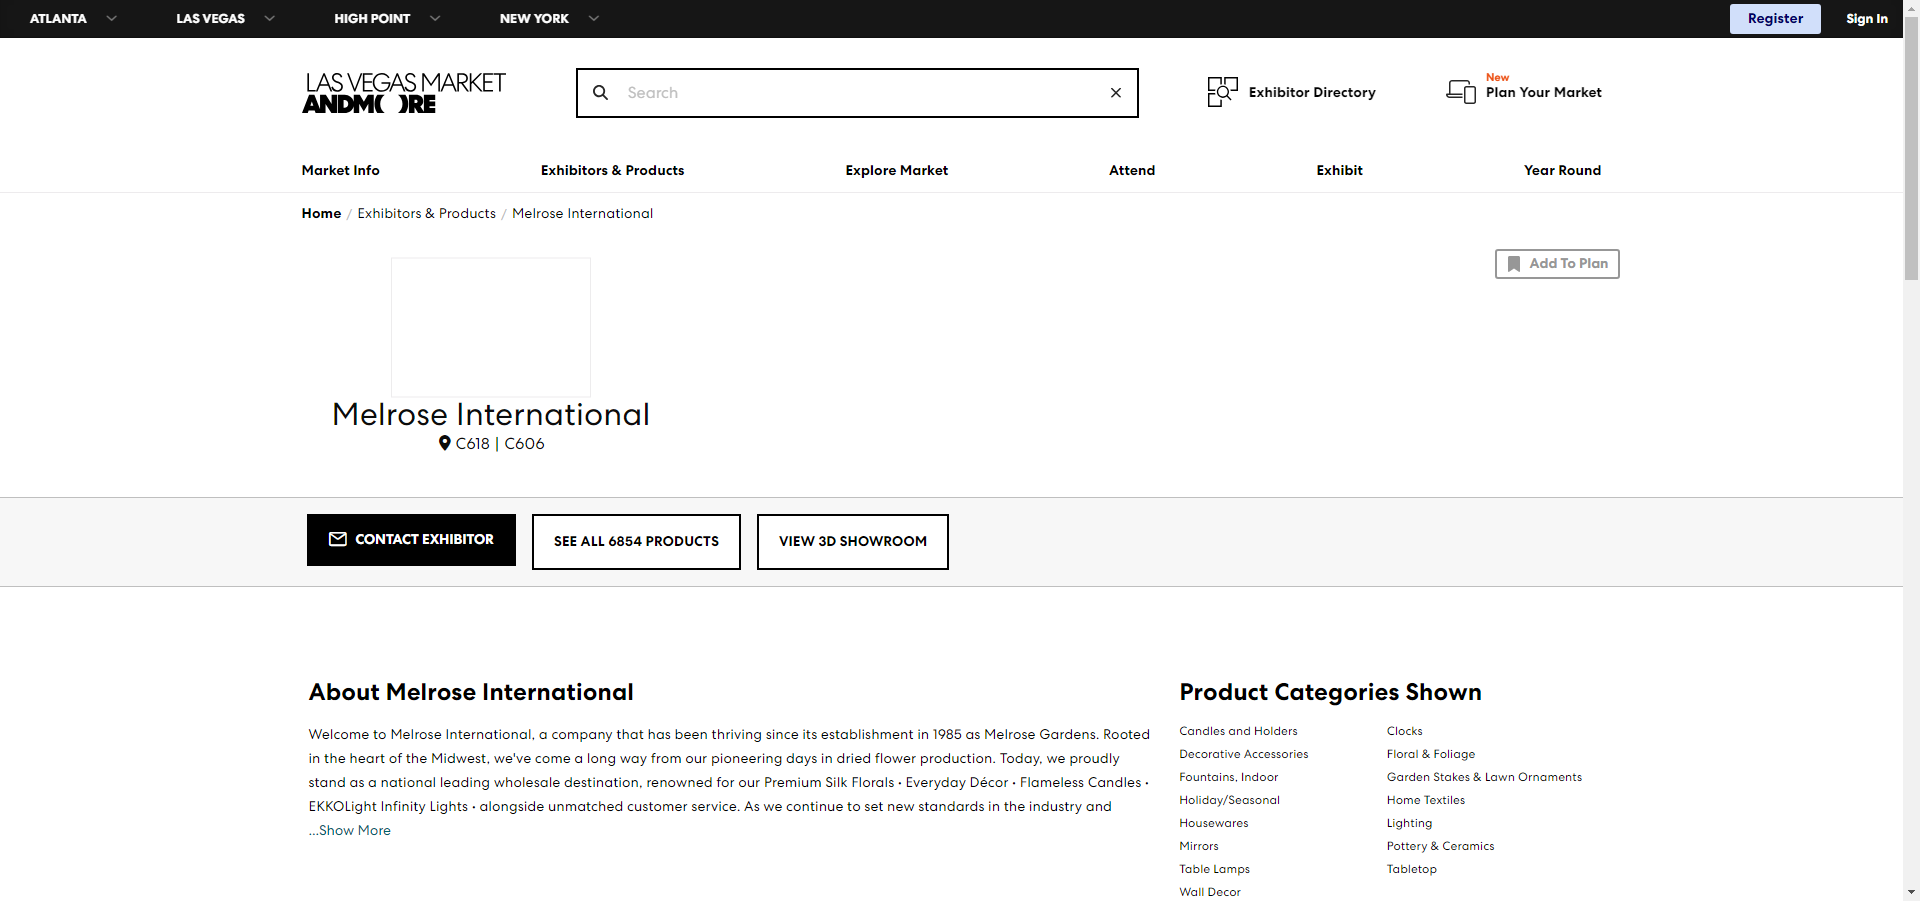 ATLANTA LAS VEGAS HIGH POINT NEW YORK Register Sign In
LAS VEGAS MARKET
ANDMORE
Search
Exhibitor Directory
New
Plan Your Market
Market Info Exhibitors & Products Explore Market Attend Exhibit Year Round
Home / Exhibitors & Products / Melrose International
Add To Plan
Melrose International
C618 | C606
CONTACT EXHIBITOR SEE ALL 6854 PRODUCTS VIEW 3D SHOWROOM
About Melrose International
Welcome to Melrose International, a company that has been thriving since its establishment in 1985 as Melrose Gardens. Rooted
in the heart of the Midwest, we've come a long way from our pioneering days in dried flower production. Today, we proudly
stand as a national leading wholesale destination, renowned for our Premium Silk Florals • Everyday Décor • Flameless Candles •
EKKOLight Infinity Lights • alongside unmatched customer service. As we continue to set new standards in the industry and
...Show More
Product Categories Shown
Candles and Holders Clocks
Decorative Accessories Floral & Foliage
Fountains, Indoor Garden Stakes & Lawn Ornaments
Holiday/Seasonal Home Textiles
Housewares Lighting
Mirrors Pottery & Ceramics
Table Lamps Tabletop
Wall Decor